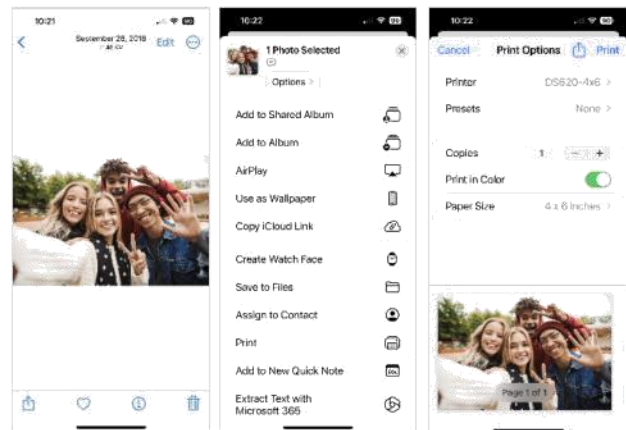 10:21
September 28, 2018
Edit
10:22
1 Photo Selected
Options >
Add to Shared Album
Add to Album
AirPlay
Use as Wallpaper
Copy iCloud Link
Create Watch Face
Save to Files
Assign to Contact
Print
Add to New Quick Note
Extract Text with
Microsoft 365
10:22
Cancel Print Options Print
Printer DS620-4x6 >
Presets None >
Copies 1 - +
Print in Color
Paper Size 4 x 6 Inches >
Page 1 of 1